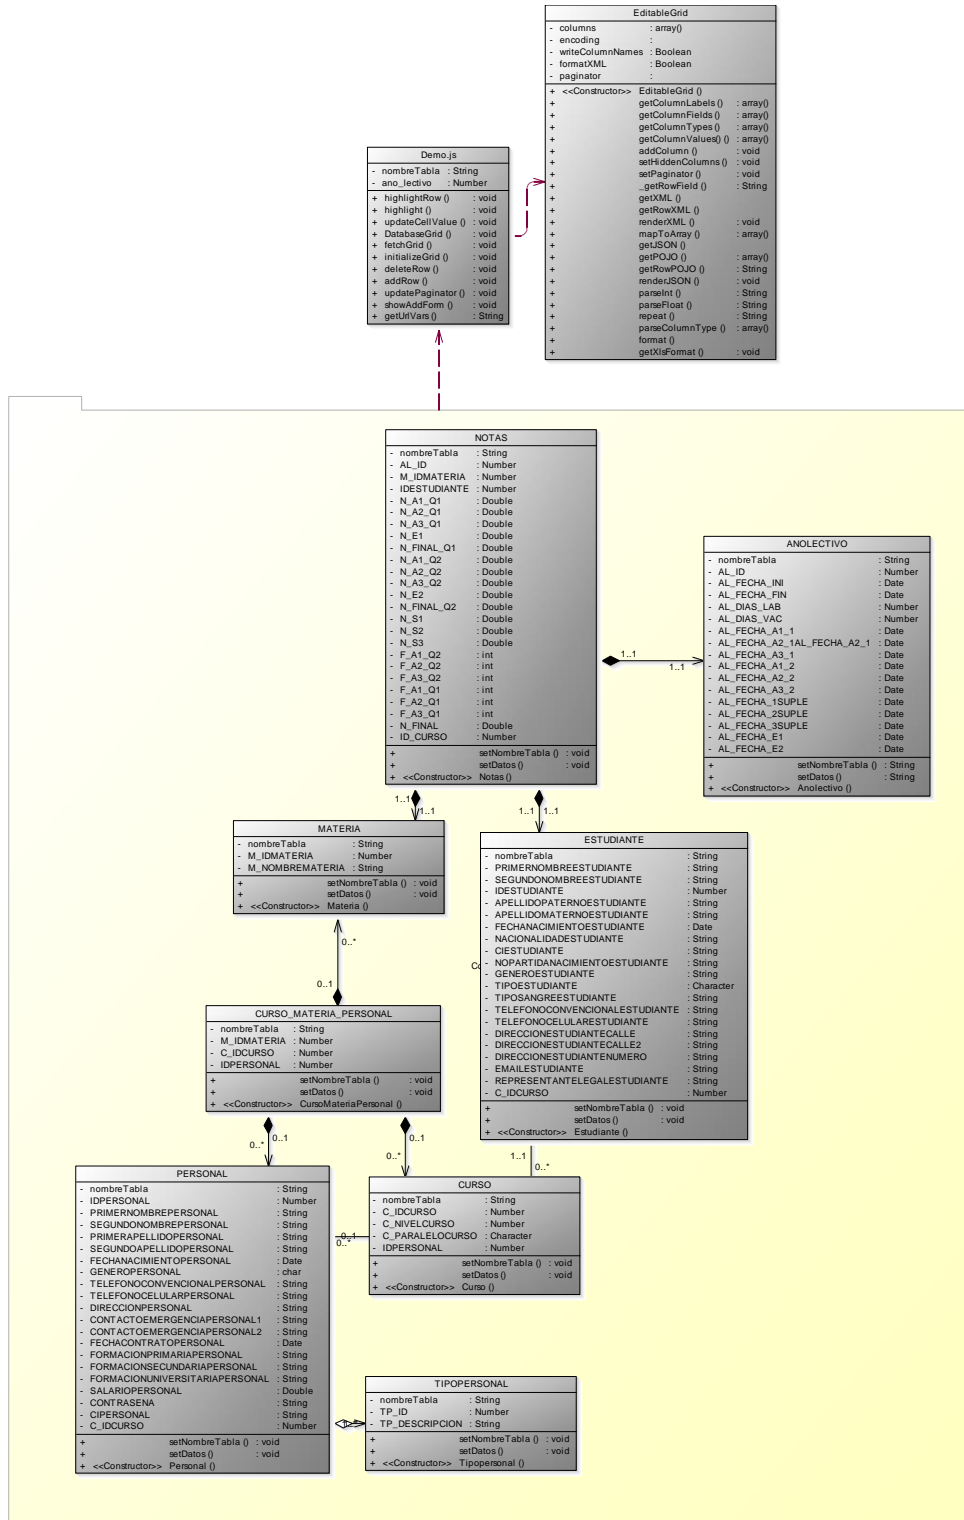 EditableGrid
- columns : array()
- encoding :
- writeColumnNames : Boolean
- formatXML : Boolean
- paginator :
+ <<Constructor>> EditableGrid ()
+ getColumnLabels () : array()
+ getColumnFields () : array()
+ getColumnTypes () : array()
+ getColumnValues() () : array()
+ addColumn () : void
+ setHiddenColumns () : void
+ setPaginator () : void
+ _getRowField () : String
+ getXML ()
+ getRowXML ()
+ renderXML () : void
+ mapToArray () : array()
+ getJSON ()
+ getPOJO () : array()
+ getRowPOJO () : String
+ renderJSON () : void
+ parseInt () : String
+ parseFloat () : String
+ repeat () : String
+ parseColumnType () : array()
+ format ()
+ getXlsFormat () : void
Demo.js
- nombreTabla : String
- ano_lectivo : Number
+ highlightRow () : void
+ highlight () : void
+ updateCellValue () : void
+ DatabaseGrid () : void
+ fetchGrid () : void
+ initializeGrid () : void
+ deleteRow () : void
+ addRow () : void
+ updatePaginator () : void
+ showAddForm () : void
+ getUrlVars () : String
NOTAS
- nombreTabla : String
- AL_ID : Number
- M_IDMATERIA : Number
- IDESTUDIANTE : Number
- N_A1_Q1 : Double
- N_A2_Q1 : Double
- N_A3_Q1 : Double
- N_E1 : Double
- N_FINAL_Q1 : Double
- N_A1_Q2 : Double
- N_A2_Q2 : Double
- N_A3_Q2 : Double
- N_E2 : Double
- N_FINAL_Q2 : Double
- N_S1 : Double
- N_S2 : Double
- N_S3 : Double
- F_A1_Q2 : int
- F_A2_Q2 : int
- F_A3_Q2 : int
- F_A1_Q1 : int
- F_A2_Q1 : int
- F_A3_Q1 : int
- N_FINAL : Double
- ID_CURSO : Number
+ setNombreTabla () : void
+ setDatos () : void
+ <<Constructor>> Notas ()
1..1
1..1
ANOLECTIVO
- nombreTabla : String
- AL_ID : Number
- AL_FECHA_INI : Date
- AL_FECHA_FIN : Date
- AL_DIAS_LAB : Number
- AL_DIAS_VAC : Number
- AL_FECHA_A1_1 : Date
- AL_FECHA_A2_1AL_FECHA_A2_1 : Date
- AL_FECHA_A3_1 : Date
- AL_FECHA_A1_2 : Date
- AL_FECHA_A2_2 : Date
- AL_FECHA_A3_2 : Date
- AL_FECHA_1SUPLE : Date
- AL_FECHA_2SUPLE : Date
- AL_FECHA_3SUPLE : Date
- AL_FECHA_E1 : Date
- AL_FECHA_E2 : Date
+ setNombreTabla () : String
+ setDatos () : String
+ <<Constructor>> Anolectivo ()
1..1
1..1
1..1
1..1
MATERIA
- nombreTabla : String
- M_IDMATERIA : Number
- M_NOMBREMATERIA : String
+ setNombreTabla () : void
+ setDatos () : void
+ <<Constructor>> Materia ()
0..*
0..1
ESTUDIANTE
- nombreTabla : String
- PRIMERNOMBREESTUDIANTE : String
- SEGUNDONOMBREESTUDIANTE : String
- IDESTUDIANTE : Number
- APELLIDOPATERNOESTUDIANTE : String
- APELLIDOMATERNOESTUDIANTE : String
- FECHANACIMIENTOESTUDIANTE : Date
- NACIONALIDADESTUDIANTE : String
- CIESTUDIANTE : String
- NOPARTIDANACIMIENTOESTUDIANTE : String
- GENEROESTUDIANTE : String
- TIPOESTUDIANTE : Character
- TIPOSANGREESTUDIANTE : String
- TELEFONOCONVENCIONALESTUDIANTE : String
- TELEFONOCELULARESTUDIANTE : String
- DIRECCIONESTUDIANTECALLE : String
- DIRECCIONESTUDIANTECALLE2 : String
- DIRECCIONESTUDIANTENUMERO : String
- EMAILESTUDIANTE : String
- REPRESENTANTELEGALESTUDIANTE : String
- C_IDCURSO : Number
+ setNombreTabla () : void
+ setDatos () : void
+ <<Constructor>> Estudiante ()
CURSO_MATERIA_PERSONAL
- nombreTabla : String
- M_IDMATERIA : Number
- C_IDCURSO : Number
- IDPERSONAL : Number
+ setNombreTabla () : void
+ setDatos () : void
+ <<Constructor>> CursoMateriaPersonal ()
0..1
0..*
0..1
0..*
1..1
0..*
PERSONAL
- nombreTabla : String
- IDPERSONAL : Number
- PRIMERNOMBREPERSONAL : String
- SEGUNDONOMBREPERSONAL : String
- PRIMERAPELLIDOPERSONAL : String
- SEGUNDOAPELLIDOPERSONAL : String
- FECHANACIMIENTOPERSONAL : Date
- GENEROPERSONAL : char
- TELEFONOCONVENCIONALPERSONAL : String
- TELEFONOCELULARPERSONAL : String
- DIRECCIONPERSONAL : String
- CONTACTOEMERGENCIAPERSONAL1 : String
- CONTACTOEMERGENCIAPERSONAL2 : String
- FECHACONTRATOPERSONAL : Date
- FORMACIONPRIMARIAPERSONAL : String
- FORMACIONSECUNDARIAPERSONAL : String
- FORMACIONUNIVERSITARIAPERSONAL : String
- SALARIOPERSONAL : Double
- CONTRASENA : String
- CIPERSONAL : String
- C_IDCURSO : Number
+ setNombreTabla () : void
+ setDatos () : void
+ <<Constructor>> Personal ()
0..1
0..*
CURSO
- nombreTabla : String
- C_IDCURSO : Number
- C_NIVELCURSO : Number
- C_PARALELOCURSO : Character
- IDPERSONAL : Number
+ setNombreTabla () : void
+ setDatos () : void
+ <<Constructor>> Curso ()
TIPOPERSONAL
- nombreTabla : String
- TP_ID : Number
- TP_DESCRIPCION : String
+ setNombreTabla () : void
+ setDatos () : void
+ <<Constructor>> Tipopersonal ()